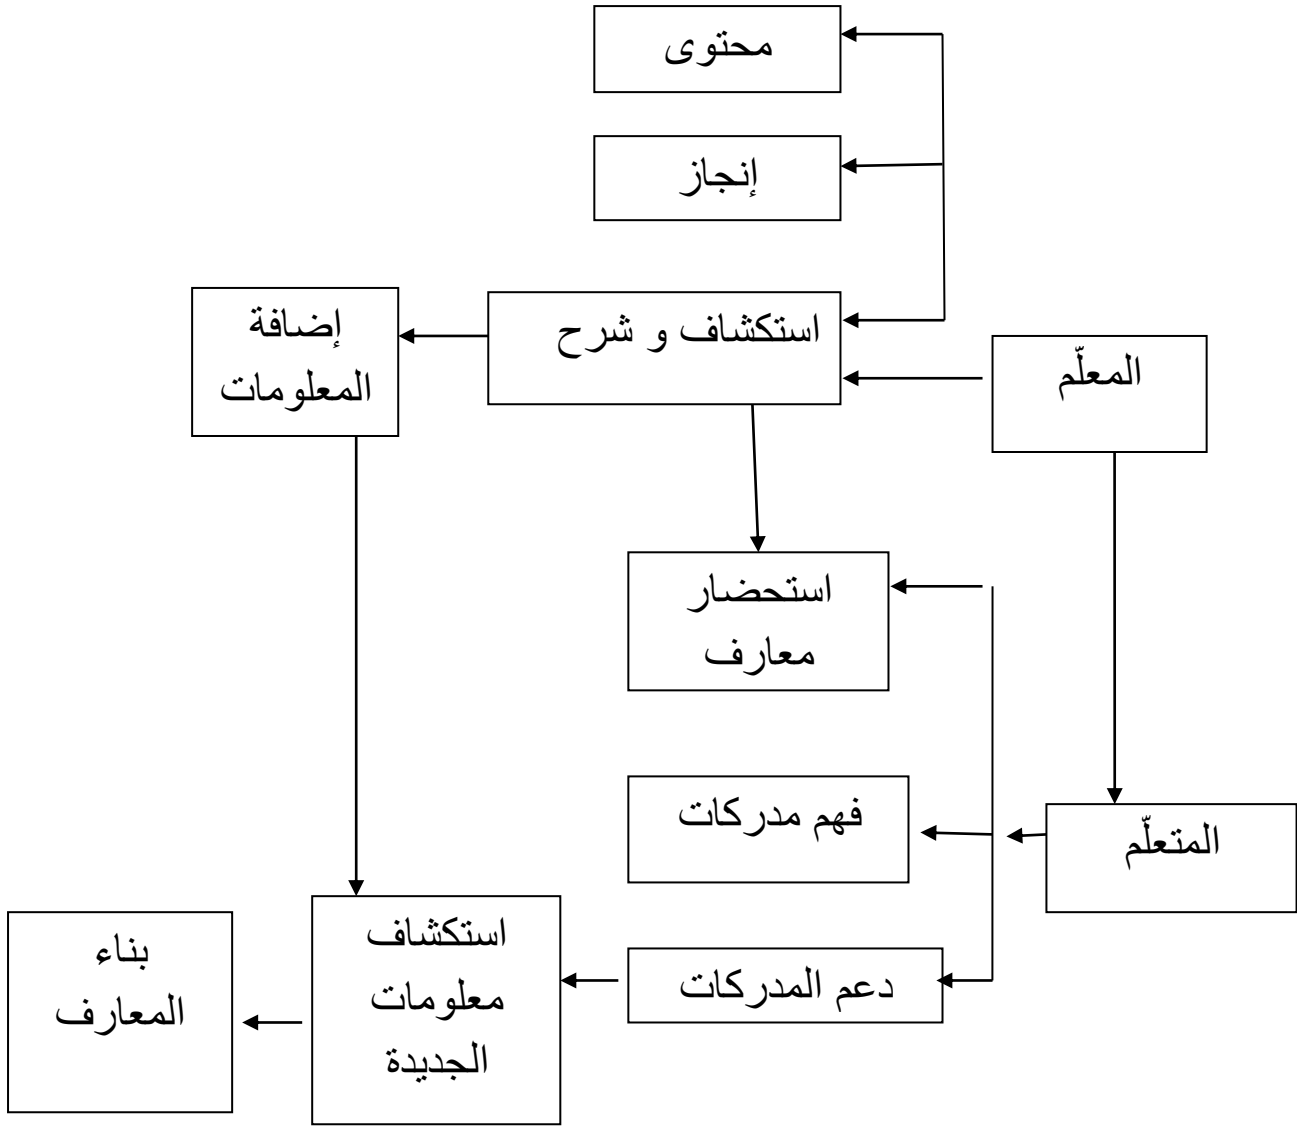 محتوى
إنجاز
استكشاف و شرح
إضافة
المعلومات
المعلّم
استحضار
معارف
فهم مدركات
المتعلّم
دعم المدركات
استكشاف
معلومات
الجديدة
بناء
المعارف